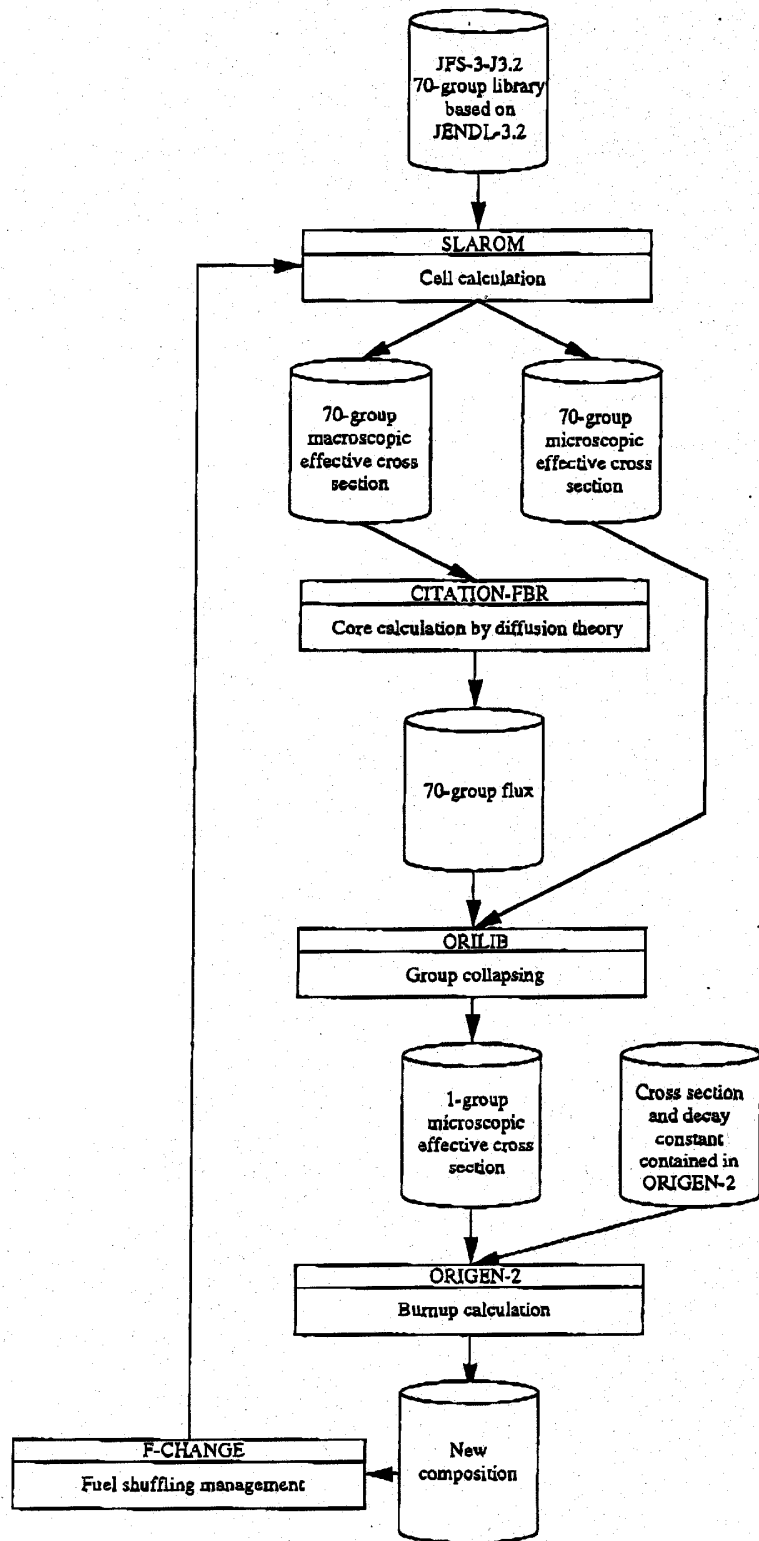 JFS-3-J3.2
70-group library
based on
JENDL-3.2
SLAROM
Cell calculation
70-group
macroscopic
effective cross
section
70-group
microscopic
effective cross
section
CITATION-FBR
Core calculation by diffusion theory
70-group flux
ORILIB
Group collapsing
1-group
microscopic
effective cross
section
Cross section
and decay
constant
contained in
ORIGEN-2
ORIGEN-2
Burnup calculation
New
composition
F-CHANGE
Fuel shuffling management